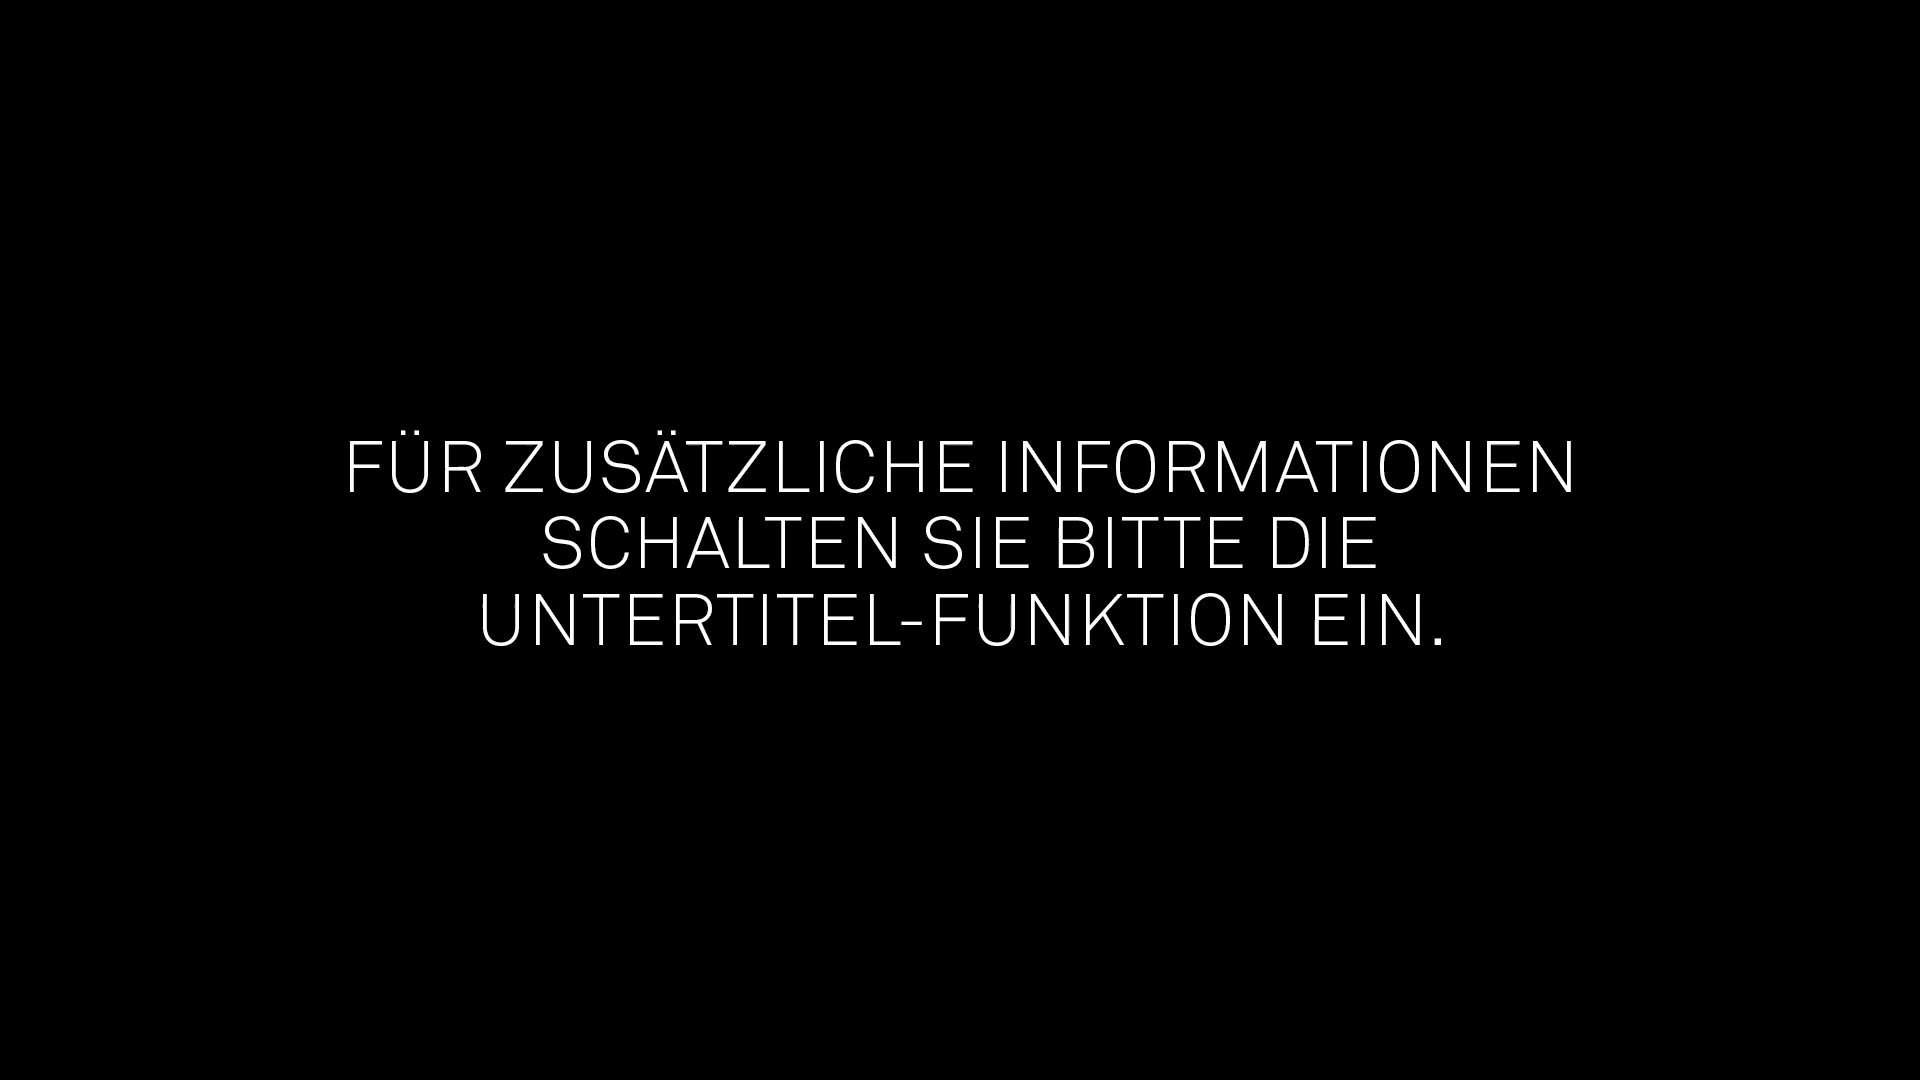 FÜR ZUSÄTZLICHE INFORMATIONEN
SCHALTEN SIE BITTE DIE
UNTERTITEL-FUNKTION EIN.